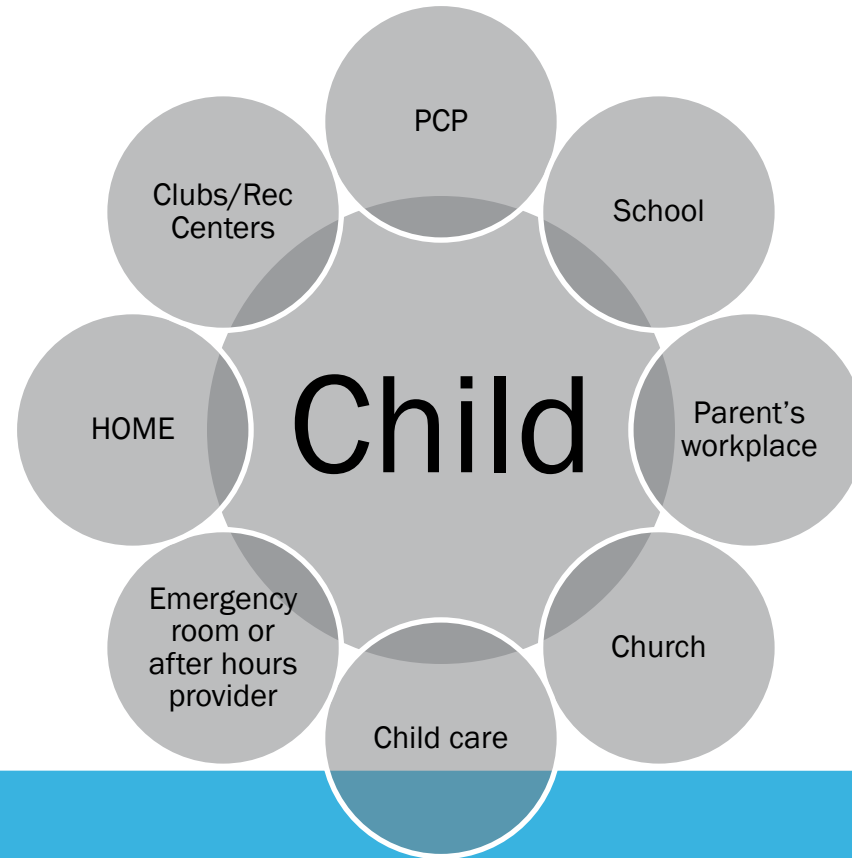 PCP
Clubs/Rec
Centers
School
Child
HOME
Parent's
workplace
Emergency
room or
after hours
provider
Church
Child care